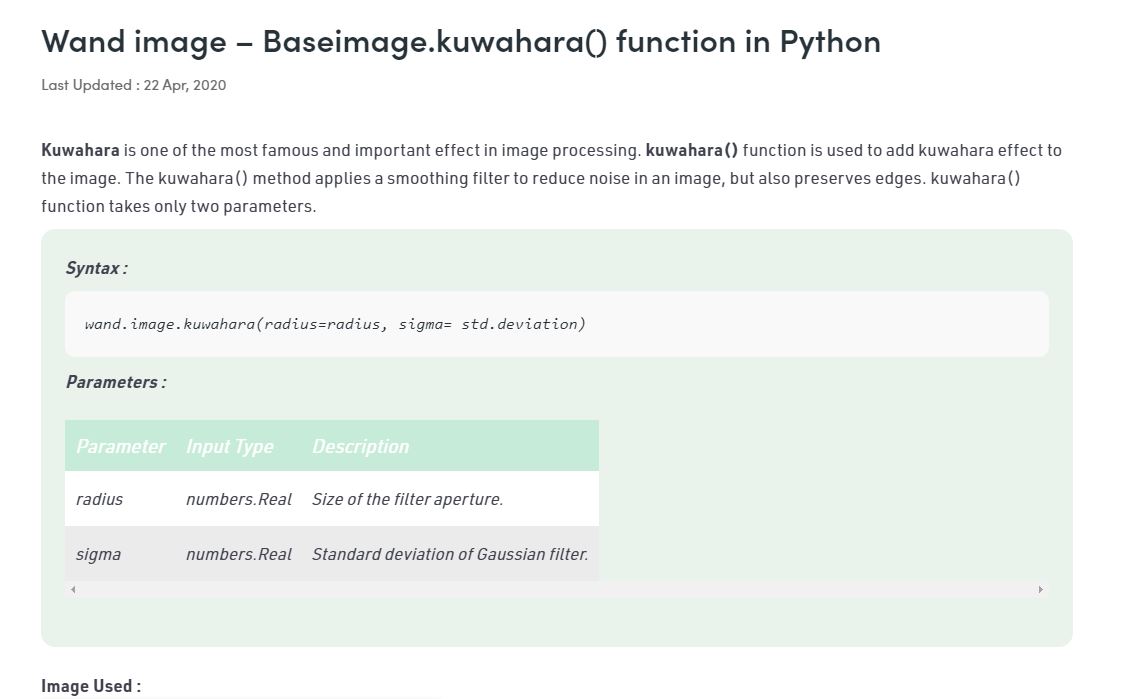 Wand image – Baseimage.kuwahara() function in Python
Last Updated : 22 Apr, 2020
Kuwahara is one of the most famous and important effect in image processing. kuwahara() function is used to add kuwahara effect to
the image. The kuwahara() method applies a smoothing filter to reduce noise in an image, but also preserves edges. kuwahara()
function takes only two parameters.
Syntax :
wand.image.kuwahara(radius=radius, sigma= std.deviation)
Parameters :
Parameter Input Type Description
radius numbers.Real Size of the filter aperture.
sigma numbers.Real Standard deviation of Gaussian filter.
Image Used :